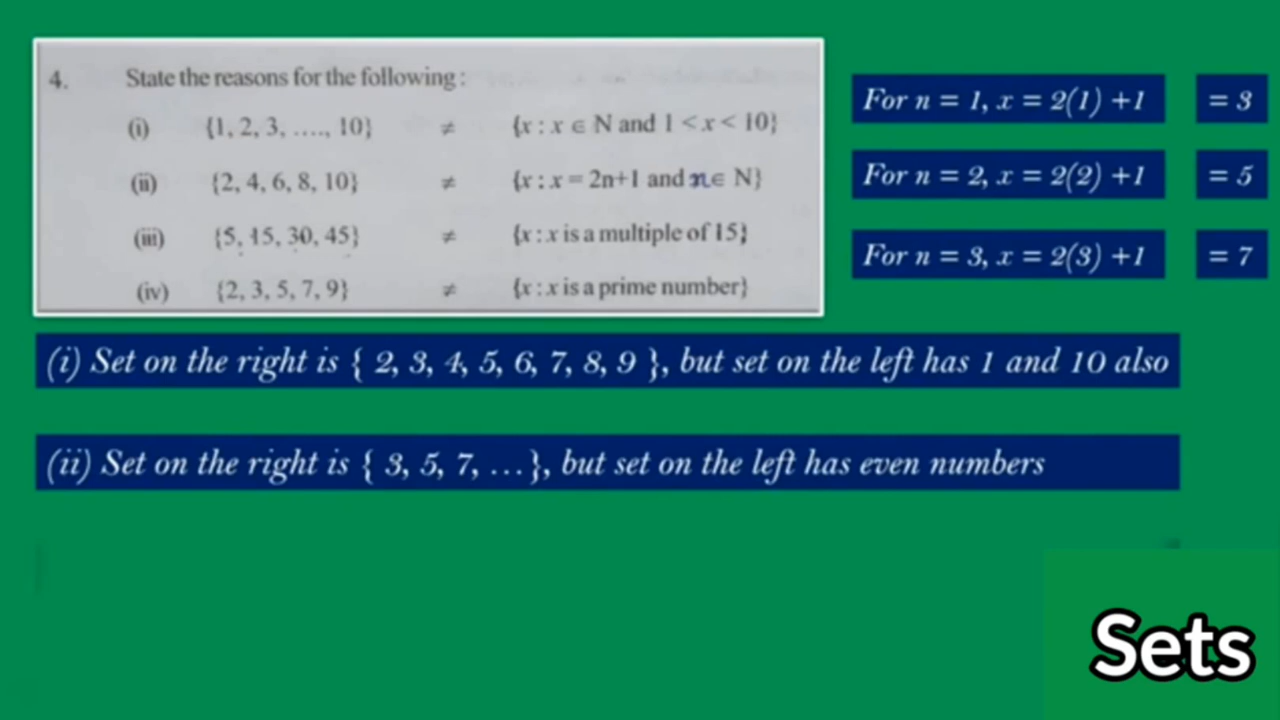 4. State the reasons for the following :
(i) {1, 2, 3, ...., 10} ≠ {x : x ∈ N and 1 < x < 10}
(ii) {2, 4, 6, 8, 10} ≠ {x : x = 2n+1 and n ∈ N}
(iii) {5, 15, 30, 45} ≠ {x : x is a multiple of 15}
(iv) {2, 3, 5, 7, 9} ≠ {x : x is a prime number}
For n = 1, x = 2(1) +1 = 3
For n = 2, x = 2(2) +1 = 5
For n = 3, x = 2(3) +1 = 7
(i) Set on the right is { 2, 3, 4, 5, 6, 7, 8, 9 }, but set on the left has 1 and 10 also
(ii) Set on the right is { 3, 5, 7, ...}, but set on the left has even numbers
Sets